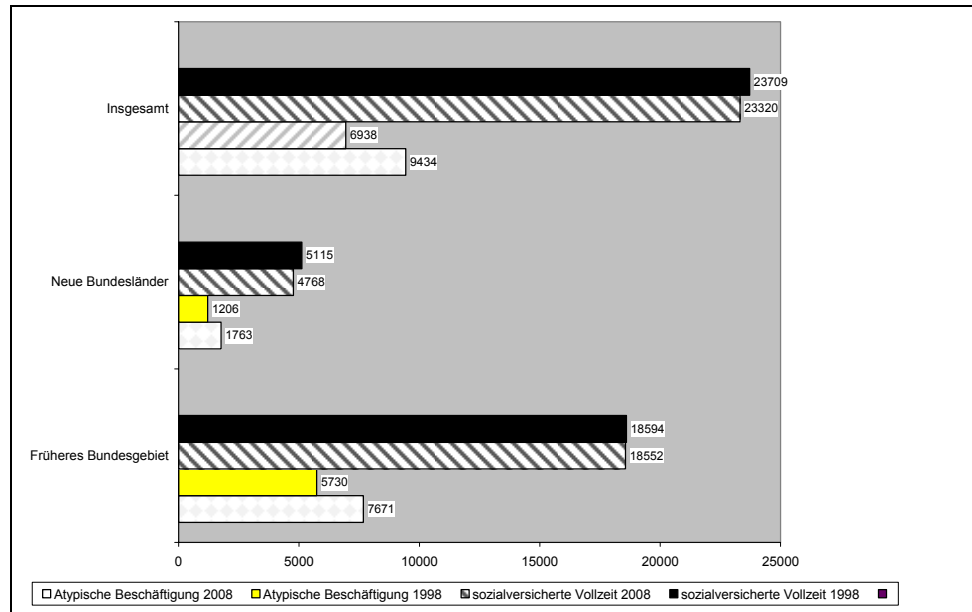 Insgesamt
23709
23320
6938
9434
Neue Bundesländer
5115
4768
1206
1763
Früheres Bundesgebiet
18594
18552
5730
7671
0 5000 10000 15000 20000 25000
Atypische Beschäftigung 2008 Atypische Beschäftigung 1998 sozialversicherte Vollzeit 2008 sozialversicherte Vollzeit 1998